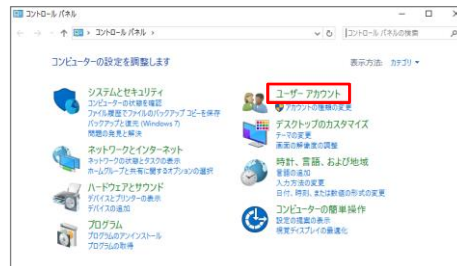 コントロール パネル
コントロール パネル
コントロール パネルの検索
コンピューターの設定を調整します
表示方法: カテゴリ
システムとセキュリティ
コンピューターの状態を確認
ファイル履歴でファイルのバックアップ コピーを保存
バックアップと復元 (Windows 7)
問題の発見と解決
ネットワークとインターネット
ネットワークの状態とタスクの表示
ホームグループと共有に関するオプションの選択
ハードウェアとサウンド
デバイスとプリンターの表示
デバイスの追加
プログラム
プログラムのアンインストール
プログラムの取得
ユーザー アカウント
アカウントの種類の変更
デスクトップのカスタマイズ
テーマの変更
画面の解像度の調整
時計、言語、および地域
言語の追加
入力方法の変更
日付、時刻、または数値の形式の変更
コンピューターの簡単操作
設定の提案の表示
視覚ディスプレイの最適化